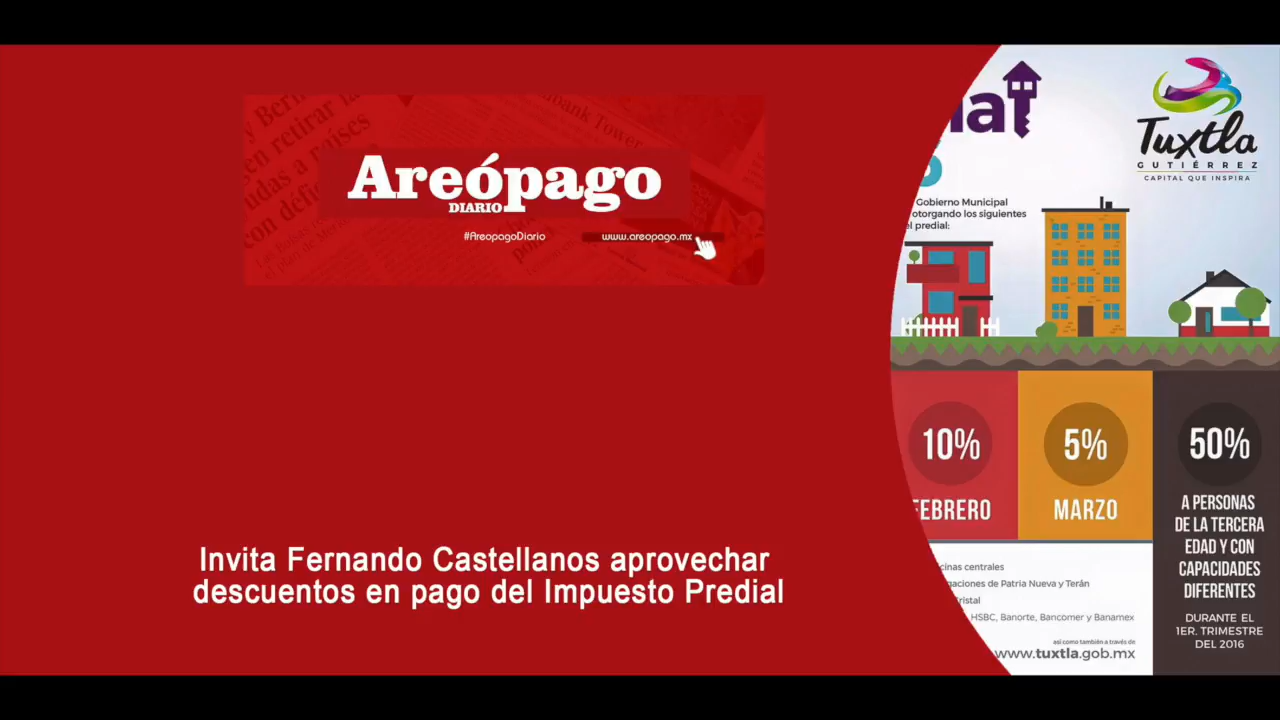 Areópago
DIARIO
#AreopagoDiario
www.areopago.mx
Invita Fernando Castellanos aprovechar
descuentos en pago del Impuesto Predial
Tuxtla
GUTIÉRREZ
CAPITAL QUE INSPIRA
Gobierno Municipal
otorgando los siguientes
predial:
10%
FEBRERO
5%
MARZO
50%
A PERSONAS
DE LA TERCERA
EDAD Y CON
CAPACIDADES
DIFERENTES
DURANTE EL
1ER. TRIMESTRE
DEL 2016
centrales
de Patria Nueva y Terán
Cristal
HSBC, Banorte, Bancomer y Banamex
así como también a través de
www.tuxtla.gob.mx